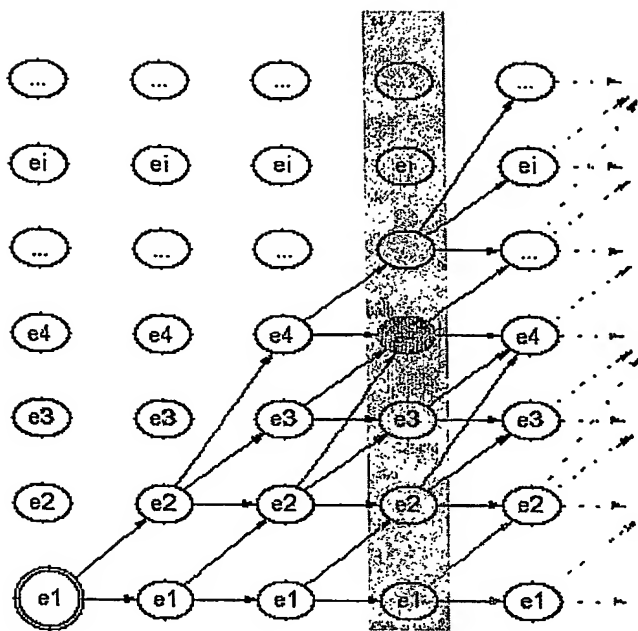 ... ... ... ...
ei ei ei ei ei
... ... ... ...
e4 e4 e4 e4
e3 e3 e3 e3 e3
e2 e2 e2 e2 e2
e1 e1 e1 e1 e1